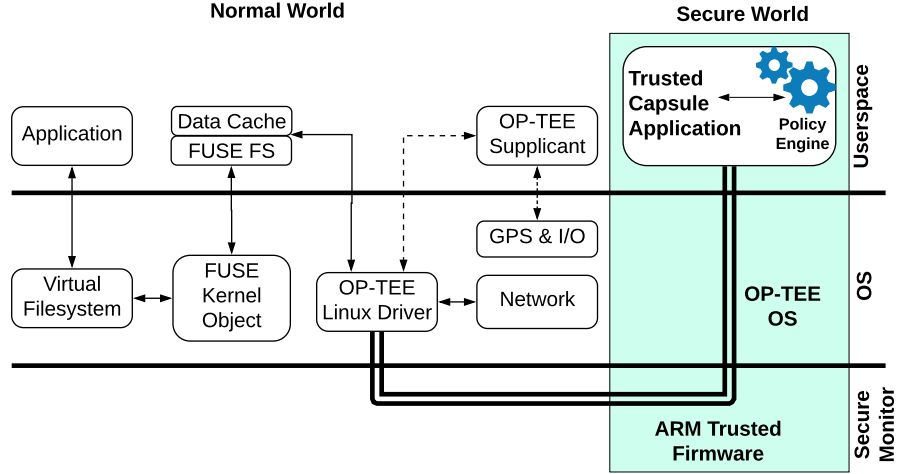 Normal World
Secure World
Application
Data Cache
FUSE FS
OP-TEE
Supplicant
Trusted
Capsule
Application
Policy
Engine
Userspace
GPS & I/O
Virtual
Filesystem
FUSE
Kernel
Object
OP-TEE
Linux Driver
Network
OP-TEE
OS
OS
ARM Trusted
Firmware
Secure
Monitor